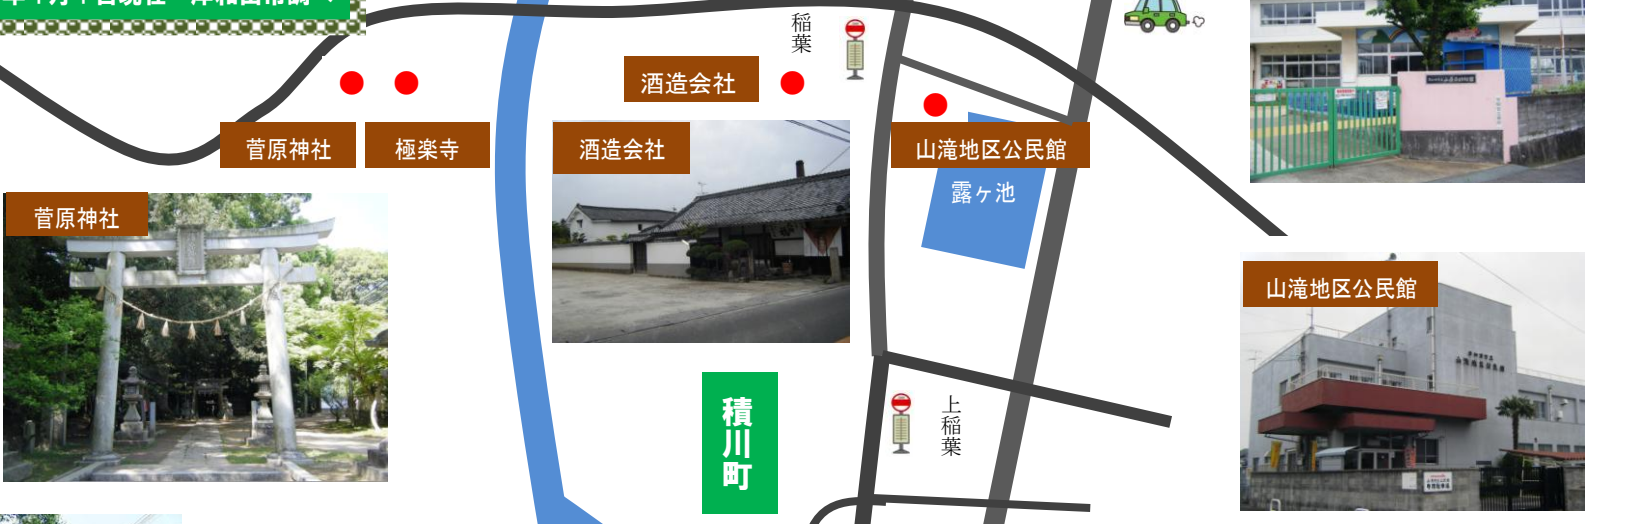 稲葉
酒造会社
菅原神社
極楽寺
酒造会社
山滝地区公民館
露ヶ池
菅原神社
山滝地区公民館
積川町
上稲葉